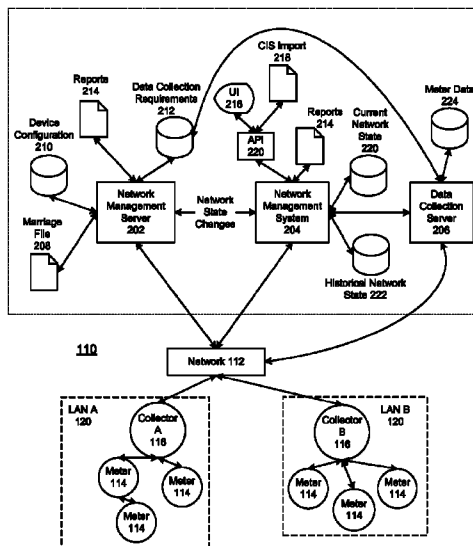 CIS Import
218
Reports
214
Data Collection
Requirements
212
UI
216
Meter Data
224
Device
Configuration
210
API
220
Reports
214
Current
Network
State
220
Network
Management
Server
202
Network
State
Changes
Network
Management
System
204
Data
Collection
Server
206
Marriage
File
208
Historical Network
State 222
110
Network 112
LAN A
120
Collector
A
116
Meter
114
Meter
114
Meter
114
LAN B
120
Collector
B
116
Meter
114
Meter
114
Meter
114